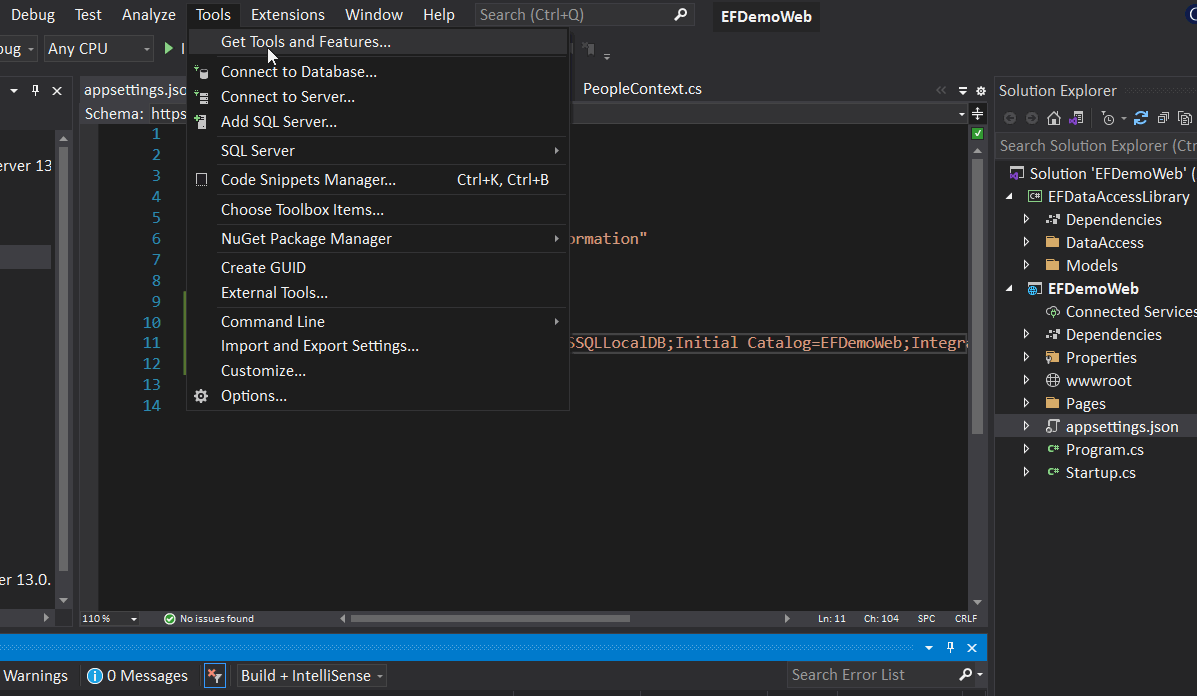 Debug Test Analyze Tools Extensions Window Help Search (Ctrl+Q) EFDemoWeb
bug Any CPU
Get Tools and Features...
Connect to Database...
Connect to Server...
Add SQL Server...
SQL Server
Code Snippets Manager... Ctrl+K, Ctrl+B
Choose Toolbox Items...
NuGet Package Manager
Create GUID
External Tools...
Command Line
Import and Export Settings...
Customize...
Options...
appsettings.jso
PeopleContext.cs
Schema: https
1
2
3
4
5
6
7
8
9
10
11
12
13
14
ormation"
SSQLLocalDB;Initial Catalog=EFDemoWeb;Integra
erver 13
er 13.0.
110 % No issues found Ln: 11 Ch: 104 SPC CRLF
Warnings 0 Messages Build + IntelliSense Search Error List
Solution Explorer
Search Solution Explorer (Ctr
Solution 'EFDemoWeb' (
C# EFDataAccessLibrary
Dependencies
DataAccess
Models
EFDemoWeb
Connected Services
Dependencies
Properties
wwwroot
Pages
appsettings.json
C# Program.cs
C# Startup.cs